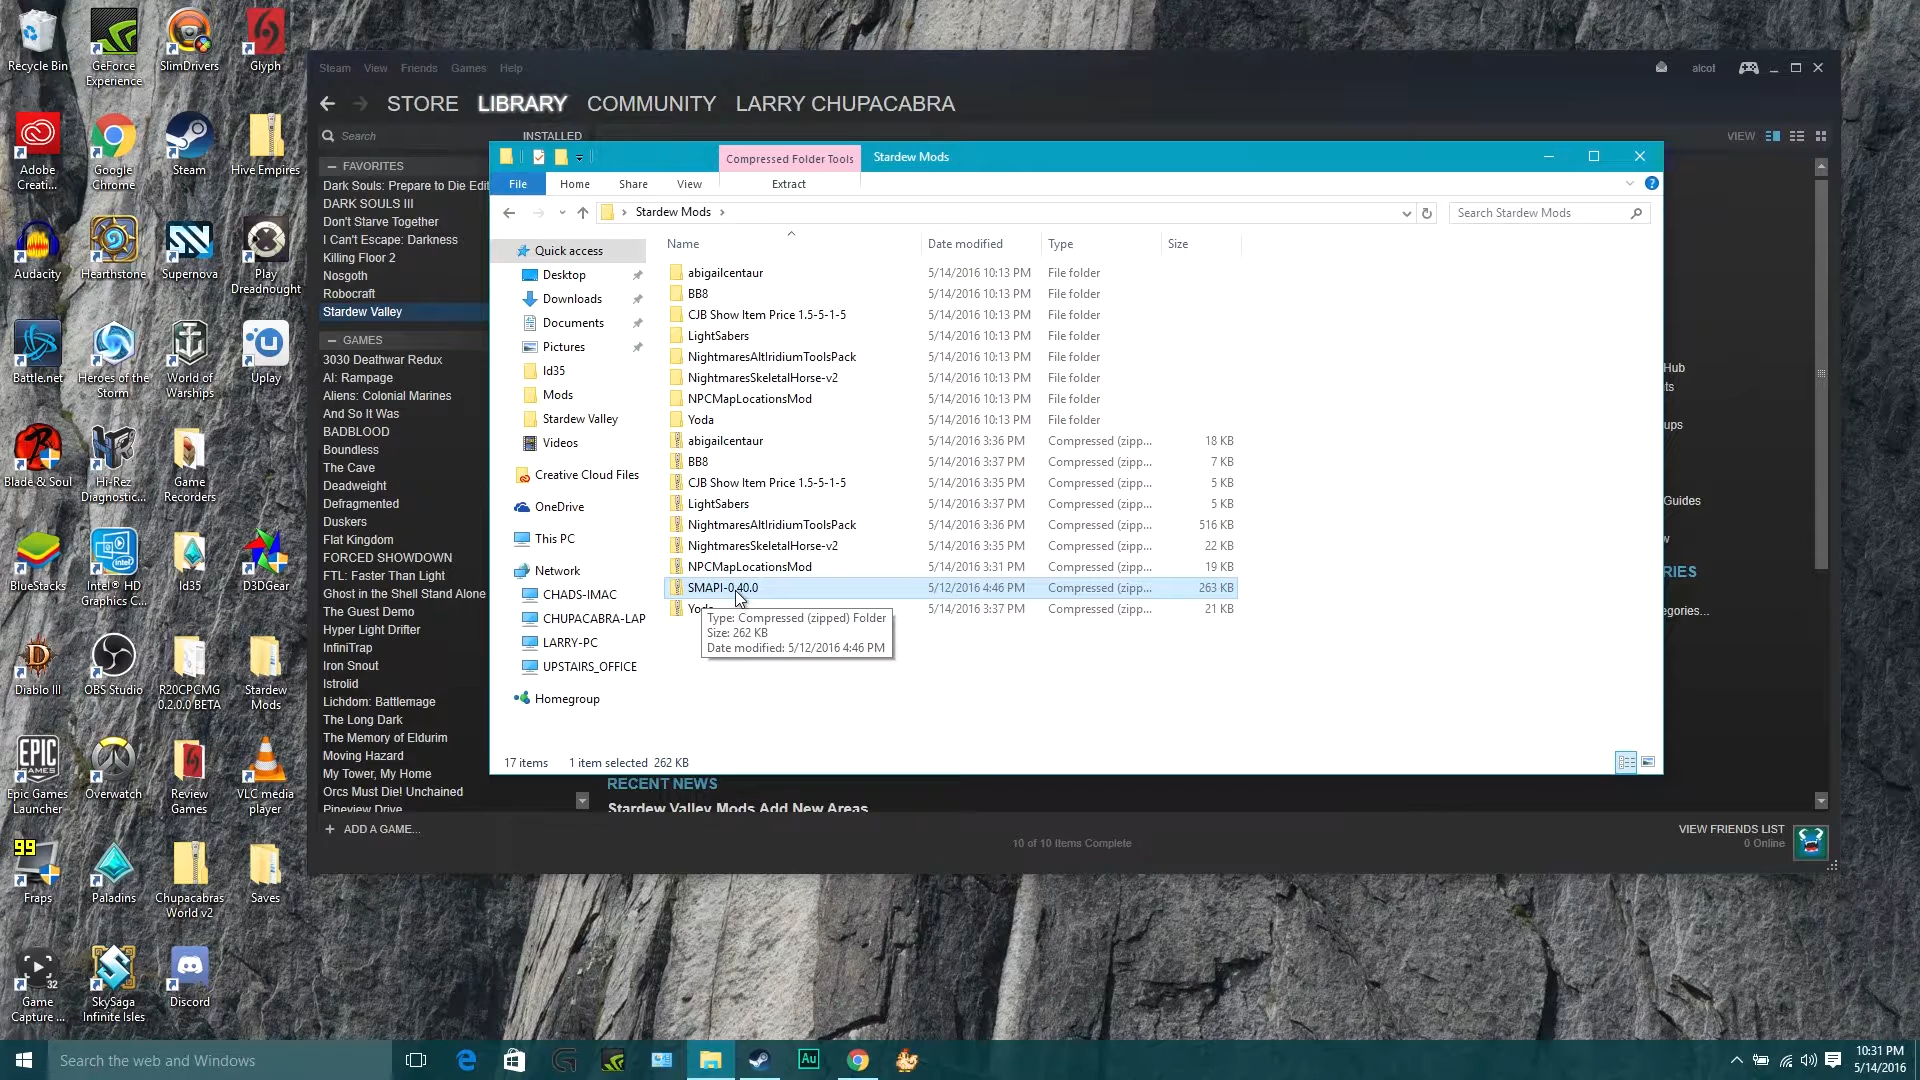 Recycle Bin
GeForce
Experience
SlimDrivers
Glyph
Adobe
Creati...
Google
Chrome
Steam
Hive Empires
Audacity
Hearthstone
Supernova
Play
Dreadnought
Battle.net
Heroes of the
Storm
World of
Warships
Uplay
Blade & Soul
Hi-Rez
Diagnostic...
Game
Recorders
BlueStacks
Intel® HD
Graphics C...
ld35
D3DGear
Diablo III
OBS Studio
R20CPCMG
0.2.0.0 BETA
Stardew
Mods
Epic Games
Launcher
Overwatch
Review
Games
VLC media
player
99
Fraps
Paladins
Chupacabras
World v2
Saves
Game
Capture ...
32
SkySaga
Infinite Isles
Discord
Steam View Friends Games Help
alcot
STORE LIBRARY COMMUNITY LARRY CHUPACABRA
Search
INSTALLED
VIEW
FAVORITES
Dark Souls: Prepare to Die Edit
DARK SOULS III
Don't Starve Together
I Can't Escape: Darkness
Killing Floor 2
Nosgoth
Robocraft
Stardew Valley
GAMES
3030 Deathwar Redux
AI: Rampage
Aliens: Colonial Marines
And So It Was
BADBLOOD
Boundless
The Cave
Deadweight
Defragmented
Duskers
Flat Kingdom
FORCED SHOWDOWN
FTL: Faster Than Light
Ghost in the Shell Stand Alone
The Guest Demo
Hyper Light Drifter
InfiniTrap
Iron Snout
Istrolid
Lichdom: Battlemage
The Long Dark
The Memory of Eldurim
Moving Hazard
My Tower, My Home
Orcs Must Die! Unchained
Pineview Drive
+ ADD A GAME...
Compressed Folder Tools
Stardew Mods
File Home Share View Extract
Stardew Mods
Search Stardew Mods
Quick access
Desktop
Downloads
Documents
Pictures
ld35
Mods
Stardew Valley
Videos
Creative Cloud Files
OneDrive
This PC
Network
CHADS-IMAC
CHUPACABRA-LAP
LARRY-PC
UPSTAIRS_OFFICE
Homegroup
Name Date modified Type Size
abigailcentaur 5/14/2016 10:13 PM File folder
BB8 5/14/2016 10:13 PM File folder
CJB Show Item Price 1.5-5-1-5 5/14/2016 10:13 PM File folder
LightSabers 5/14/2016 10:13 PM File folder
NightmaresAltIridiumToolsPack 5/14/2016 10:13 PM File folder
NightmaresSkeletalHorse-v2 5/14/2016 10:13 PM File folder
NPCMapLocationsMod 5/14/2016 10:13 PM File folder
Yoda 5/14/2016 10:13 PM File folder
abigailcentaur 5/14/2016 3:36 PM Compressed (zipp... 18 KB
BB8 5/14/2016 3:37 PM Compressed (zipp... 7 KB
CJB Show Item Price 1.5-5-1-5 5/14/2016 3:35 PM Compressed (zipp... 5 KB
LightSabers 5/14/2016 3:37 PM Compressed (zipp... 5 KB
NightmaresAltIridiumToolsPack 5/14/2016 3:36 PM Compressed (zipp... 516 KB
NightmaresSkeletalHorse-v2 5/14/2016 3:35 PM Compressed (zipp... 22 KB
NPCMapLocationsMod 5/14/2016 3:31 PM Compressed (zipp... 19 KB
SMAPI-0.40.0 5/12/2016 4:46 PM Compressed (zipp... 263 KB
Yoda 5/14/2016 3:37 PM Compressed (zipp... 21 KB
Type: Compressed (zipped) Folder
Size: 262 KB
Date modified: 5/12/2016 4:46 PM
17 items 1 item selected 262 KB
Hub
ts
ups
Guides
w
RIES
egories...
RECENT NEWS
Stardew Valley Mods Add New Areas
10 of 10 Items Complete
VIEW FRIENDS LIST
0 Online
Search the web and Windows
Au
10:31 PM
5/14/2016